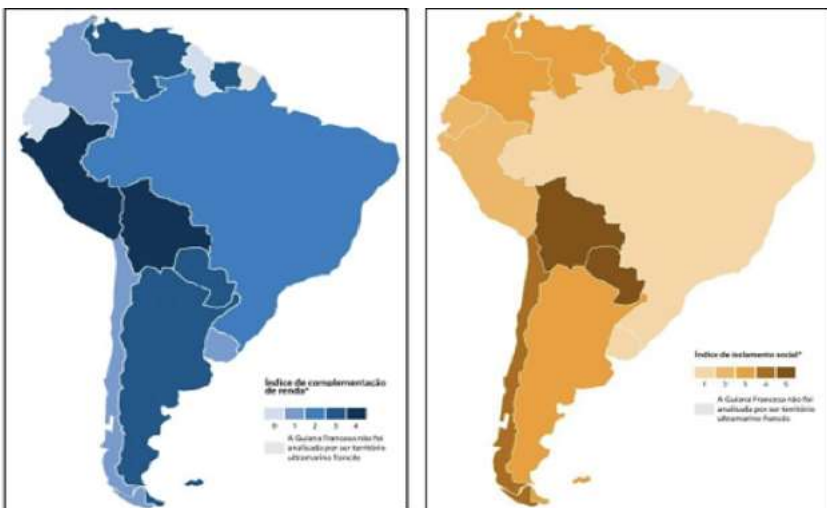 Índice de complementação
de renda*
0 1 2 3 4
A Guiana Francesa não foi
analisada por ser território
ultramarino francês
Índice de isolamento social*
1 2 3 4 5
A Guiana Francesa não foi
analisada por ser território
ultramarino francês